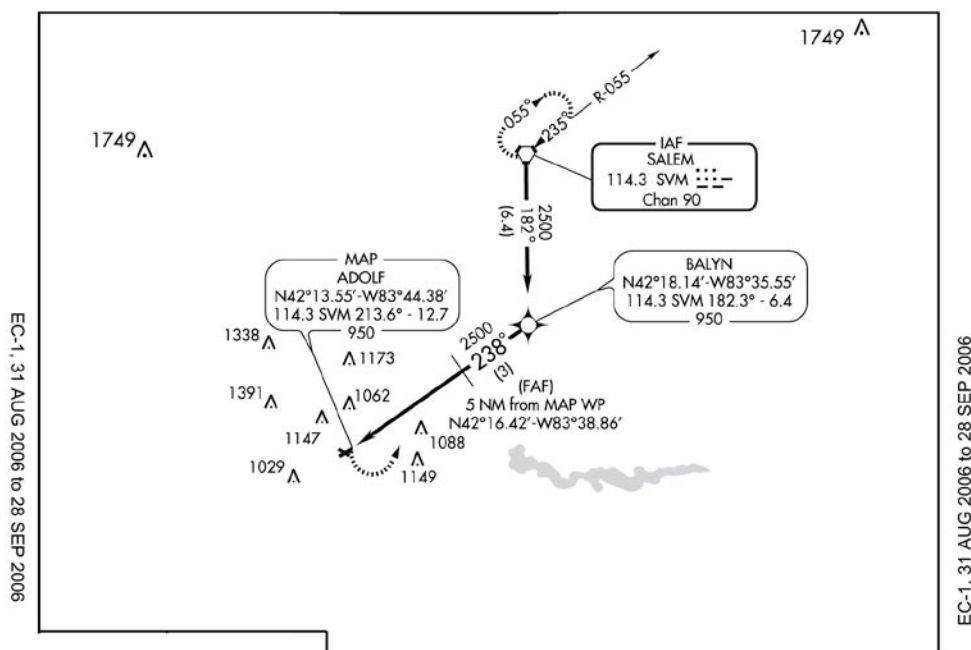 1749
1749
R-055
055°
235°
IAF
SALEM
114.3 SVM
Chan 90
2500
182°
(6.4)
MAP
ADOLF
N42°13.55'-W83°44.38'
114.3 SVM 213.6° - 12.7
950
BALYN
N42°18.14'-W83°35.55'
114.3 SVM 182.3° - 6.4
950
2500
238°
(3)
(FAF)
5 NM from MAP WP
N42°16.42'-W83°38.86'
1338
1173
1391
1062
1147
1088
1029
1149
EC-1, 31 AUG 2006 to 28 SEP 2006
EC-1, 31 AUG 2006 to 28 SEP 2006